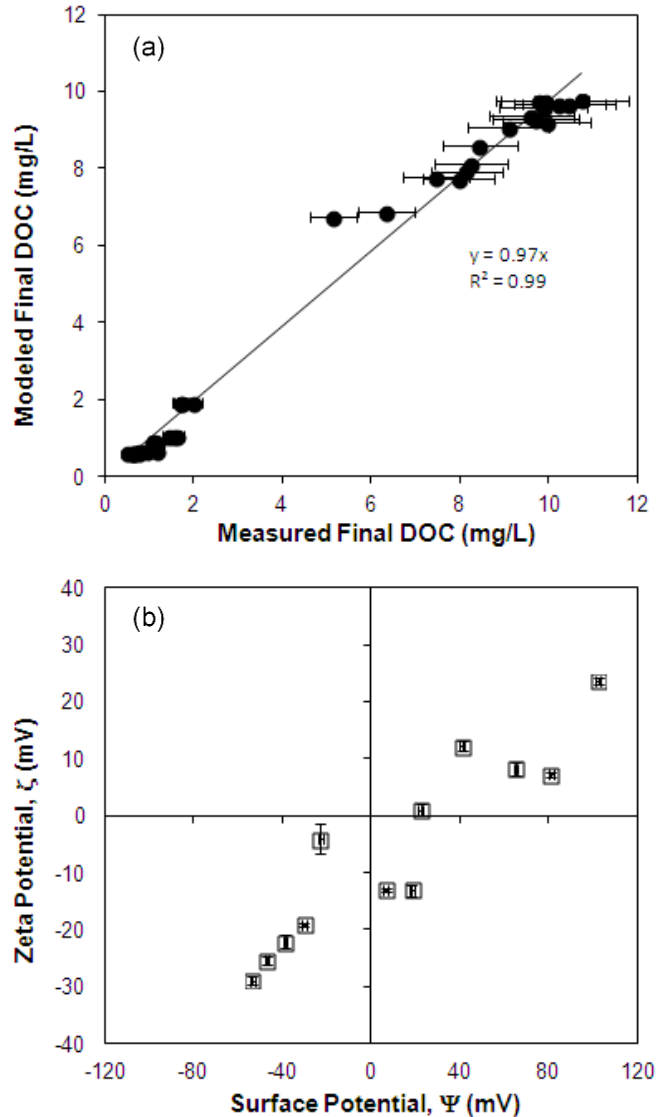 (a)
12
10
8
6
4
2
0
Modeled Final DOC (mg/L)
y = 0.97x
R² = 0.99
0 2 4 6 8 10 12
Measured Final DOC (mg/L)
(b)
40
30
20
10
0
-10
-20
-30
-40
Zeta Potential, ζ (mV)
-120 -80 -40 0 40 80 120
Surface Potential, Ψ (mV)